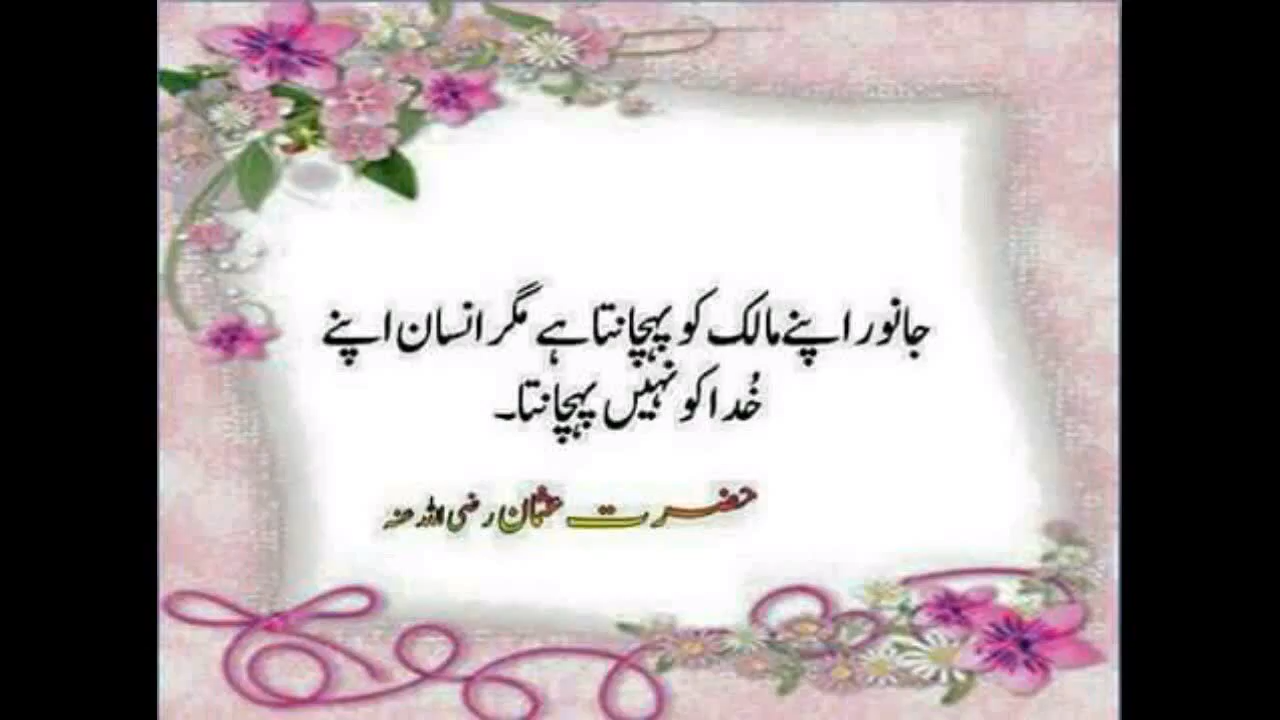 جانور اپنے مالک کو پہچانتا ہے مگر انسان اپنے
خُدا کو نہیں پہچانتا۔
حضرت عثمان رضی اللہ عنہ